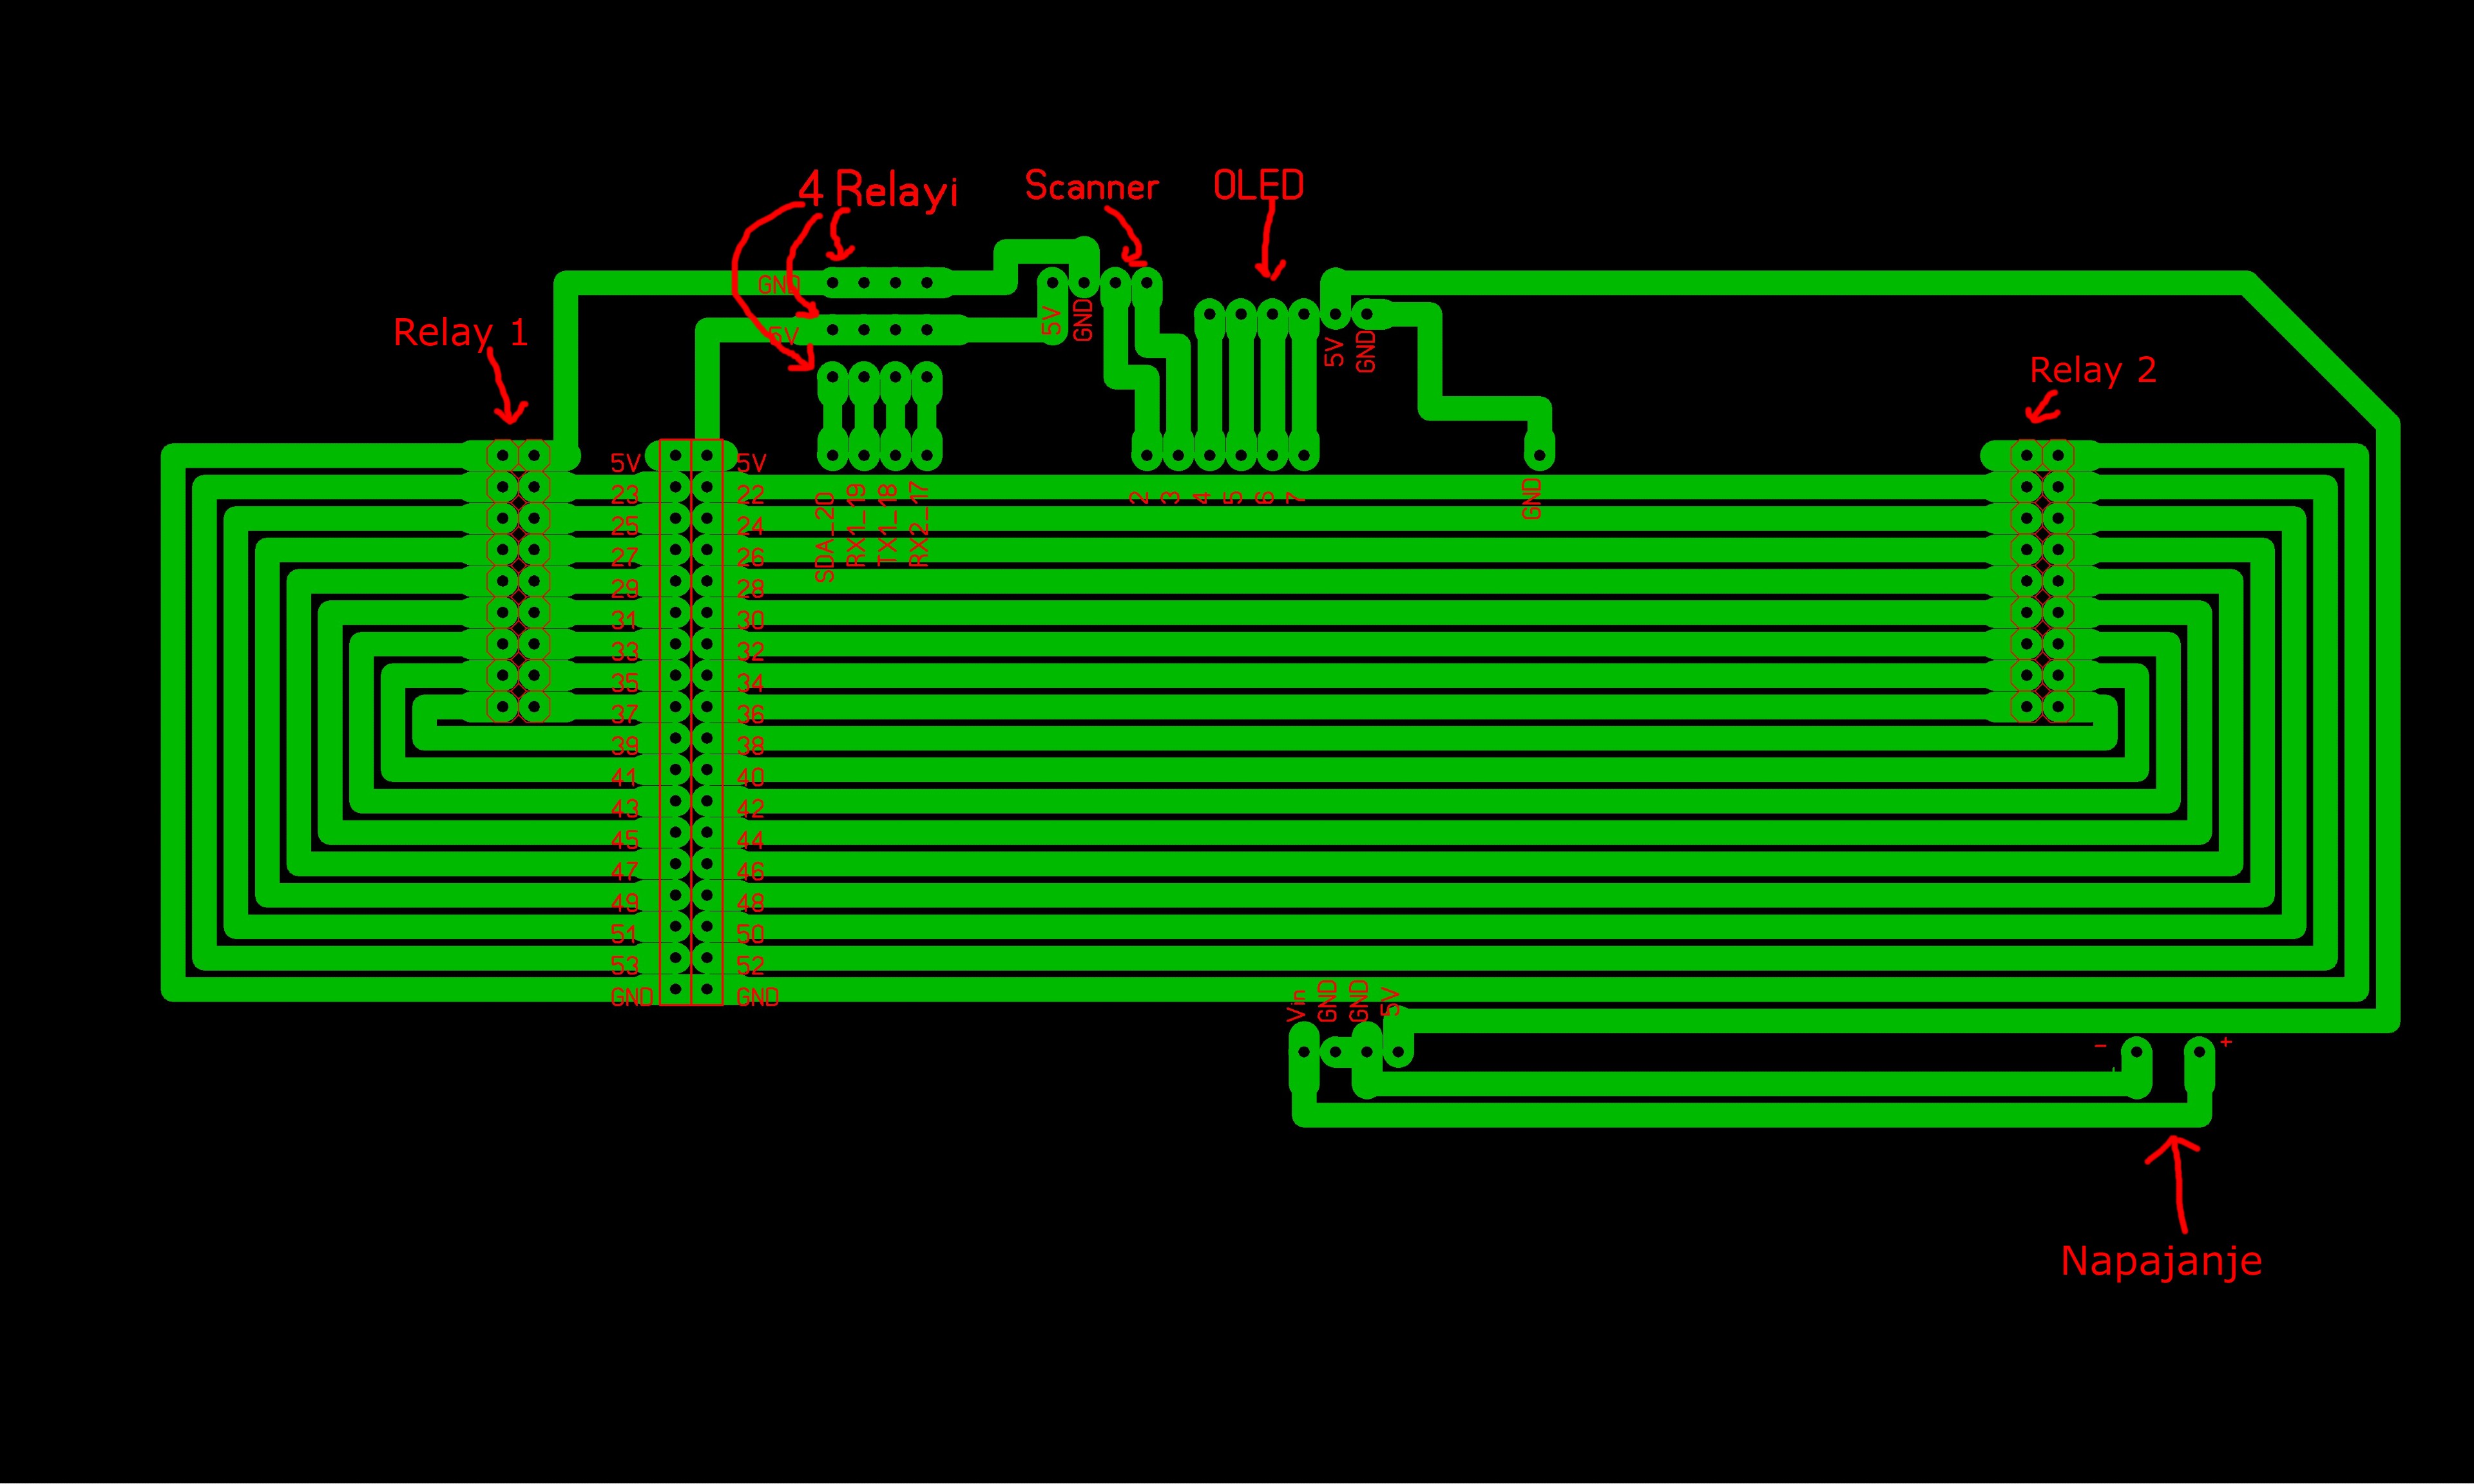 4 Relayi
Scanner
OLED
GND
5V
5V
GND
5V
GND
Relay 1
Relay 2
5V
5V
23
22
25
24
27
26
29
28
31
30
33
32
35
34
37
36
39
38
41
40
43
42
45
44
47
46
49
48
51
50
53
52
GND
GND
SDA_20
RX1_19
TX1_18
RX2_17
2
3
4
5
6
7
GND
Vin
GND
GND
5V
-
+
Napajanje